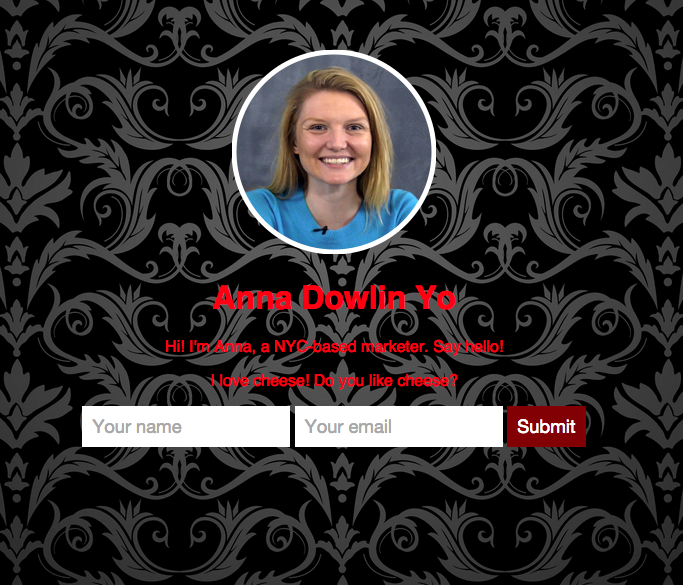 Anna Dowlin Yo
Hi! I'm Anna, a NYC-based marketer. Say hello!
I love cheese! Do you like cheese?
Your name Your email Submit